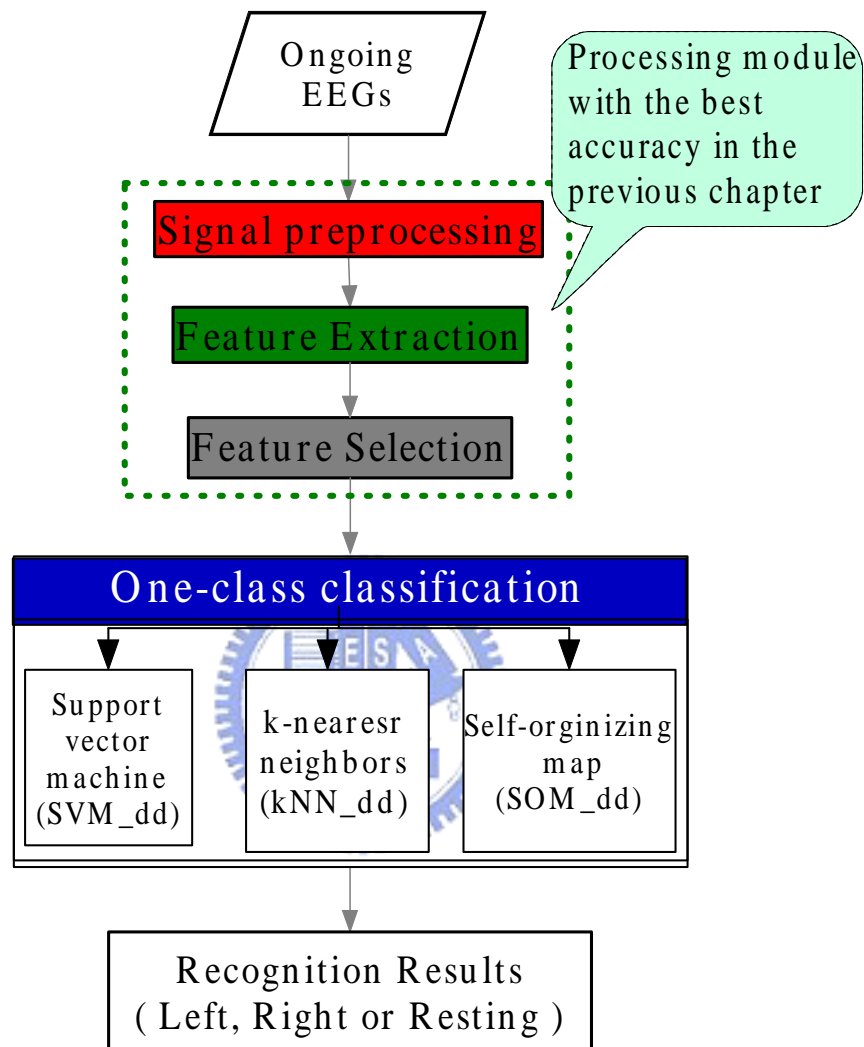 Ongoing
EEGs
Processing module
with the best
accuracy in the
previous chapter
Signal preprocessing
Feature Extraction
Feature Selection
One-class classification
ESA
Support
vector
machine
(SVM_dd)
k-nearesr
neighbors
(kNN_dd)
Self-orginizing
map
(SOM_dd)
Recognition Results
( Left, Right or Resting )